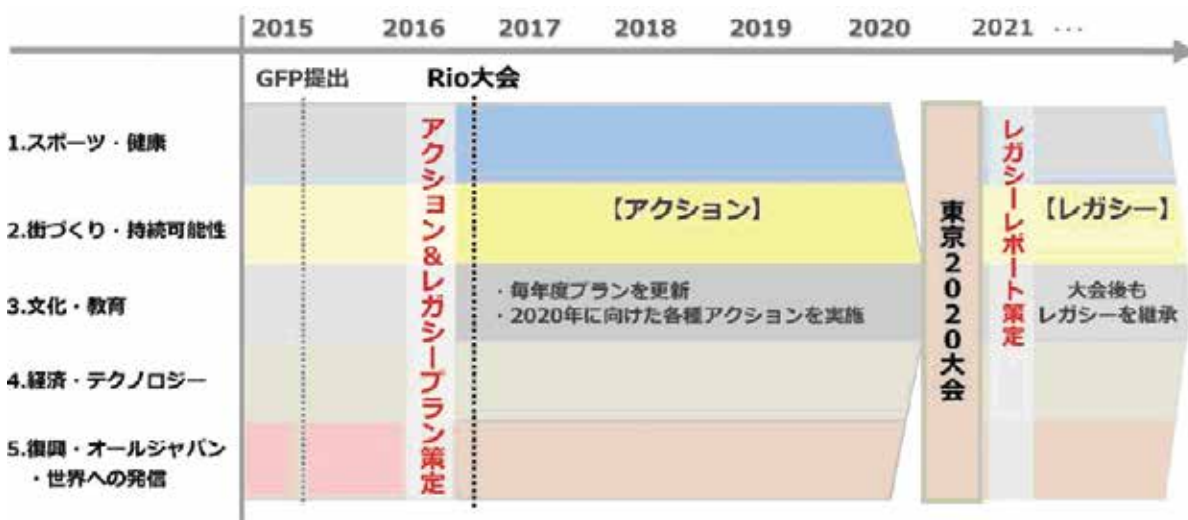 2015 2016 2017 2018 2019 2020 2021 …
GFP提出 Rio大会
1.スポーツ・健康
2.街づくり・持続可能性
3.文化・教育
4.経済・テクノロジー
5.復興・オールジャパン
・世界への発信
アクション&レガシープラン策定
【アクション】
・毎年度プランを更新
・2020年に向けた各種アクションを実施
東京2020大会
レガシーレポート策定
【レガシー】
大会後も
レガシーを継承